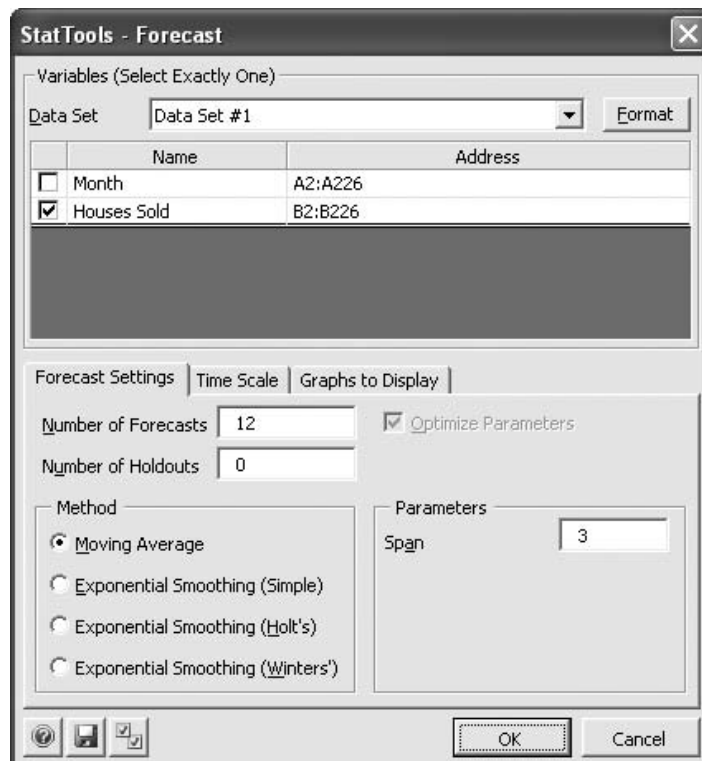 StatTools - Forecast
Variables (Select Exactly One)
Data Set Data Set #1 Format
Name Address
Month A2:A226
Houses Sold B2:B226
Forecast Settings Time Scale Graphs to Display
Number of Forecasts 12 Optimize Parameters
Number of Holdouts 0
Method Parameters
Moving Average Span 3
Exponential Smoothing (Simple)
Exponential Smoothing (Holt's)
Exponential Smoothing (Winters')
OK Cancel